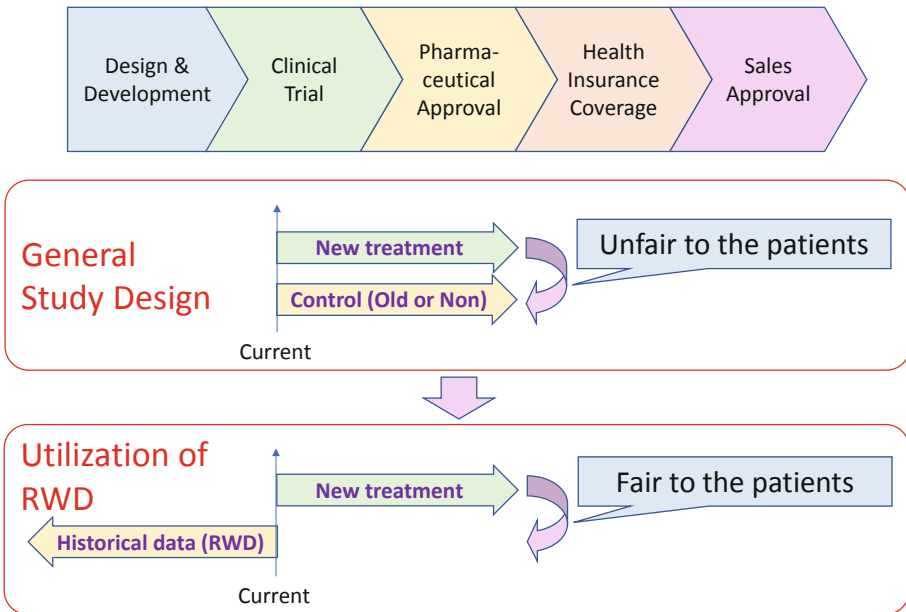 Design &
Development
Clinical
Trial
Pharma-
ceutical
Approval
Health
Insurance
Coverage
Sales
Approval
General
Study Design
New treatment
Control (Old or Non)
Current
Unfair to the patients
Utilization of
RWD
New treatment
Historical data (RWD)
Current
Fair to the patients